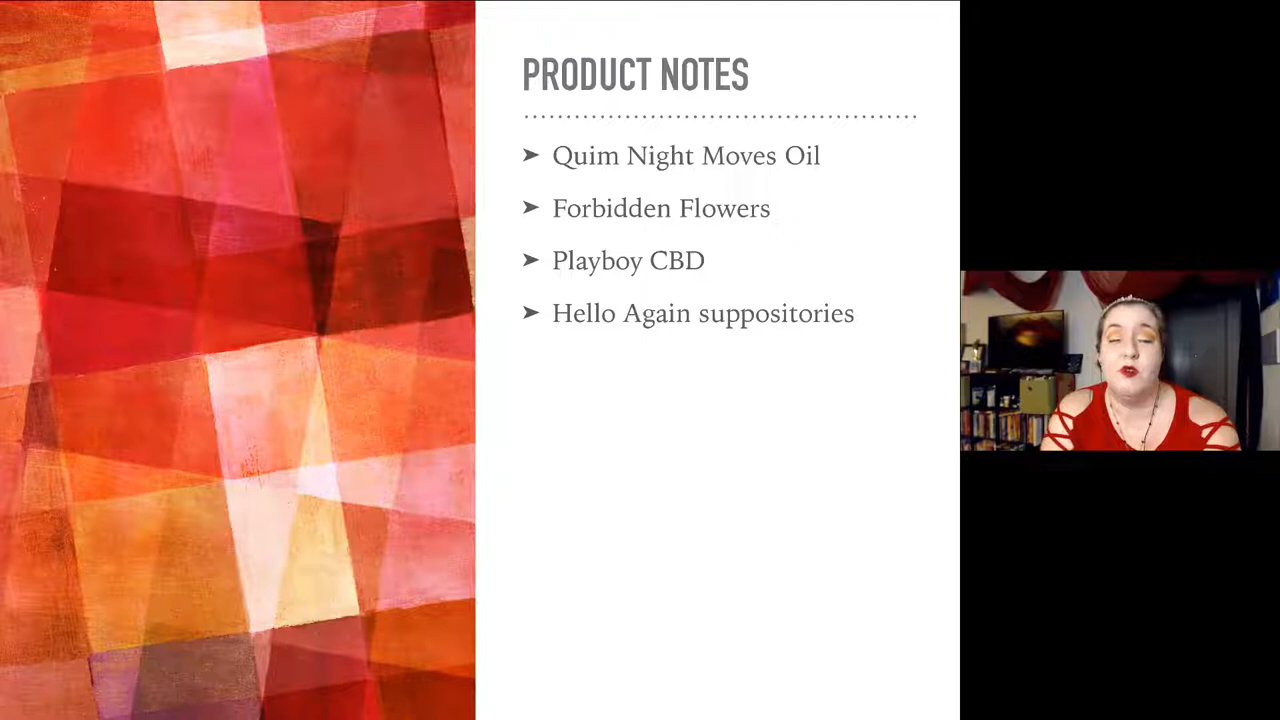 PRODUCT NOTES
➤ Quim Night Moves Oil
➤ Forbidden Flowers
➤ Playboy CBD
➤ Hello Again suppositories